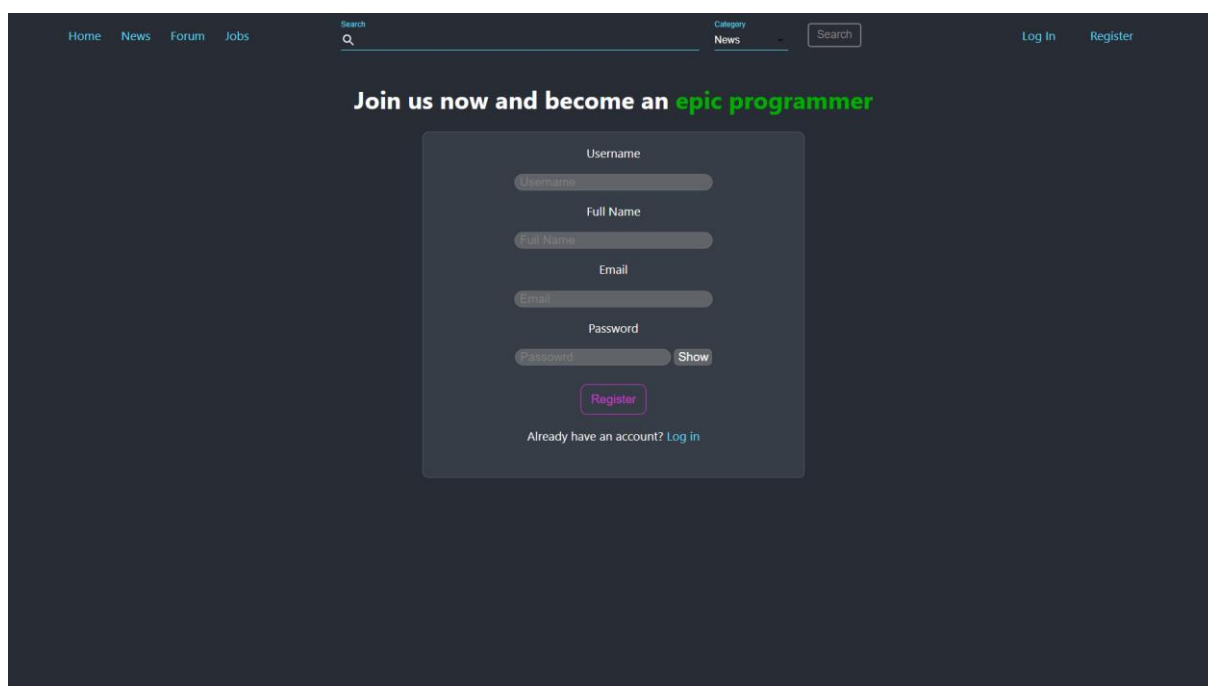 Home News Forum Jobs Search Category News Search Log In Register
Join us now and become an epic programmer
Username
Username
Full Name
Full Name
Email
Email
Password
Passowrd Show
Register
Already have an account? Log in